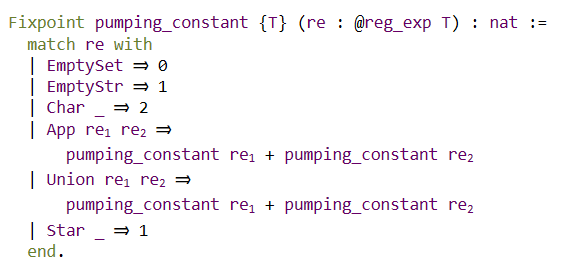 Fixpoint pumping_constant {T} (re : @reg_exp T) : nat :=
match re with
| EmptySet ⇒ 0
| EmptyStr ⇒ 1
| Char _ ⇒ 2
| App re₁ re₂ ⇒
pumping_constant re₁ + pumping_constant re₂
| Union re₁ re₂ ⇒
pumping_constant re₁ + pumping_constant re₂
| Star _ ⇒ 1
end.